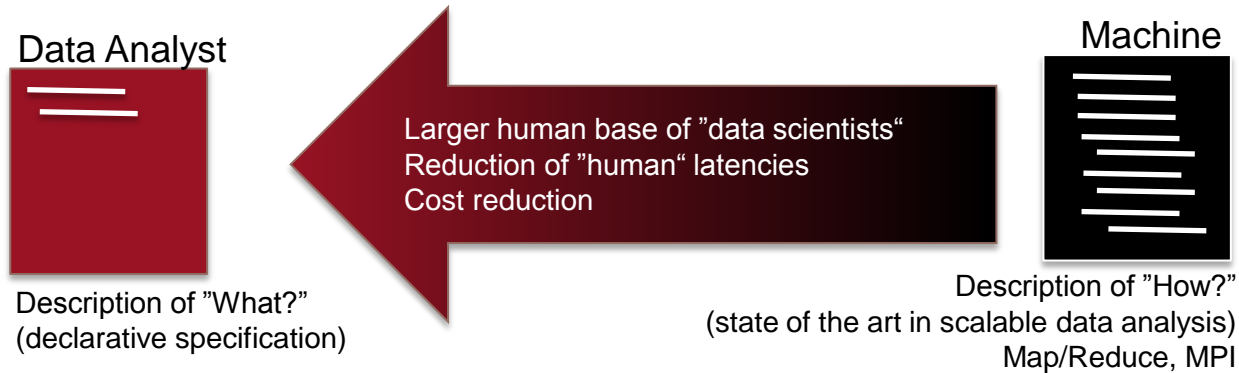 Data Analyst
Machine
Larger human base of ”data scientists“
Reduction of ”human“ latencies
Cost reduction
Description of ”What?”
(declarative specification)
Description of ”How?”
(state of the art in scalable data analysis)
Map/Reduce, MPI